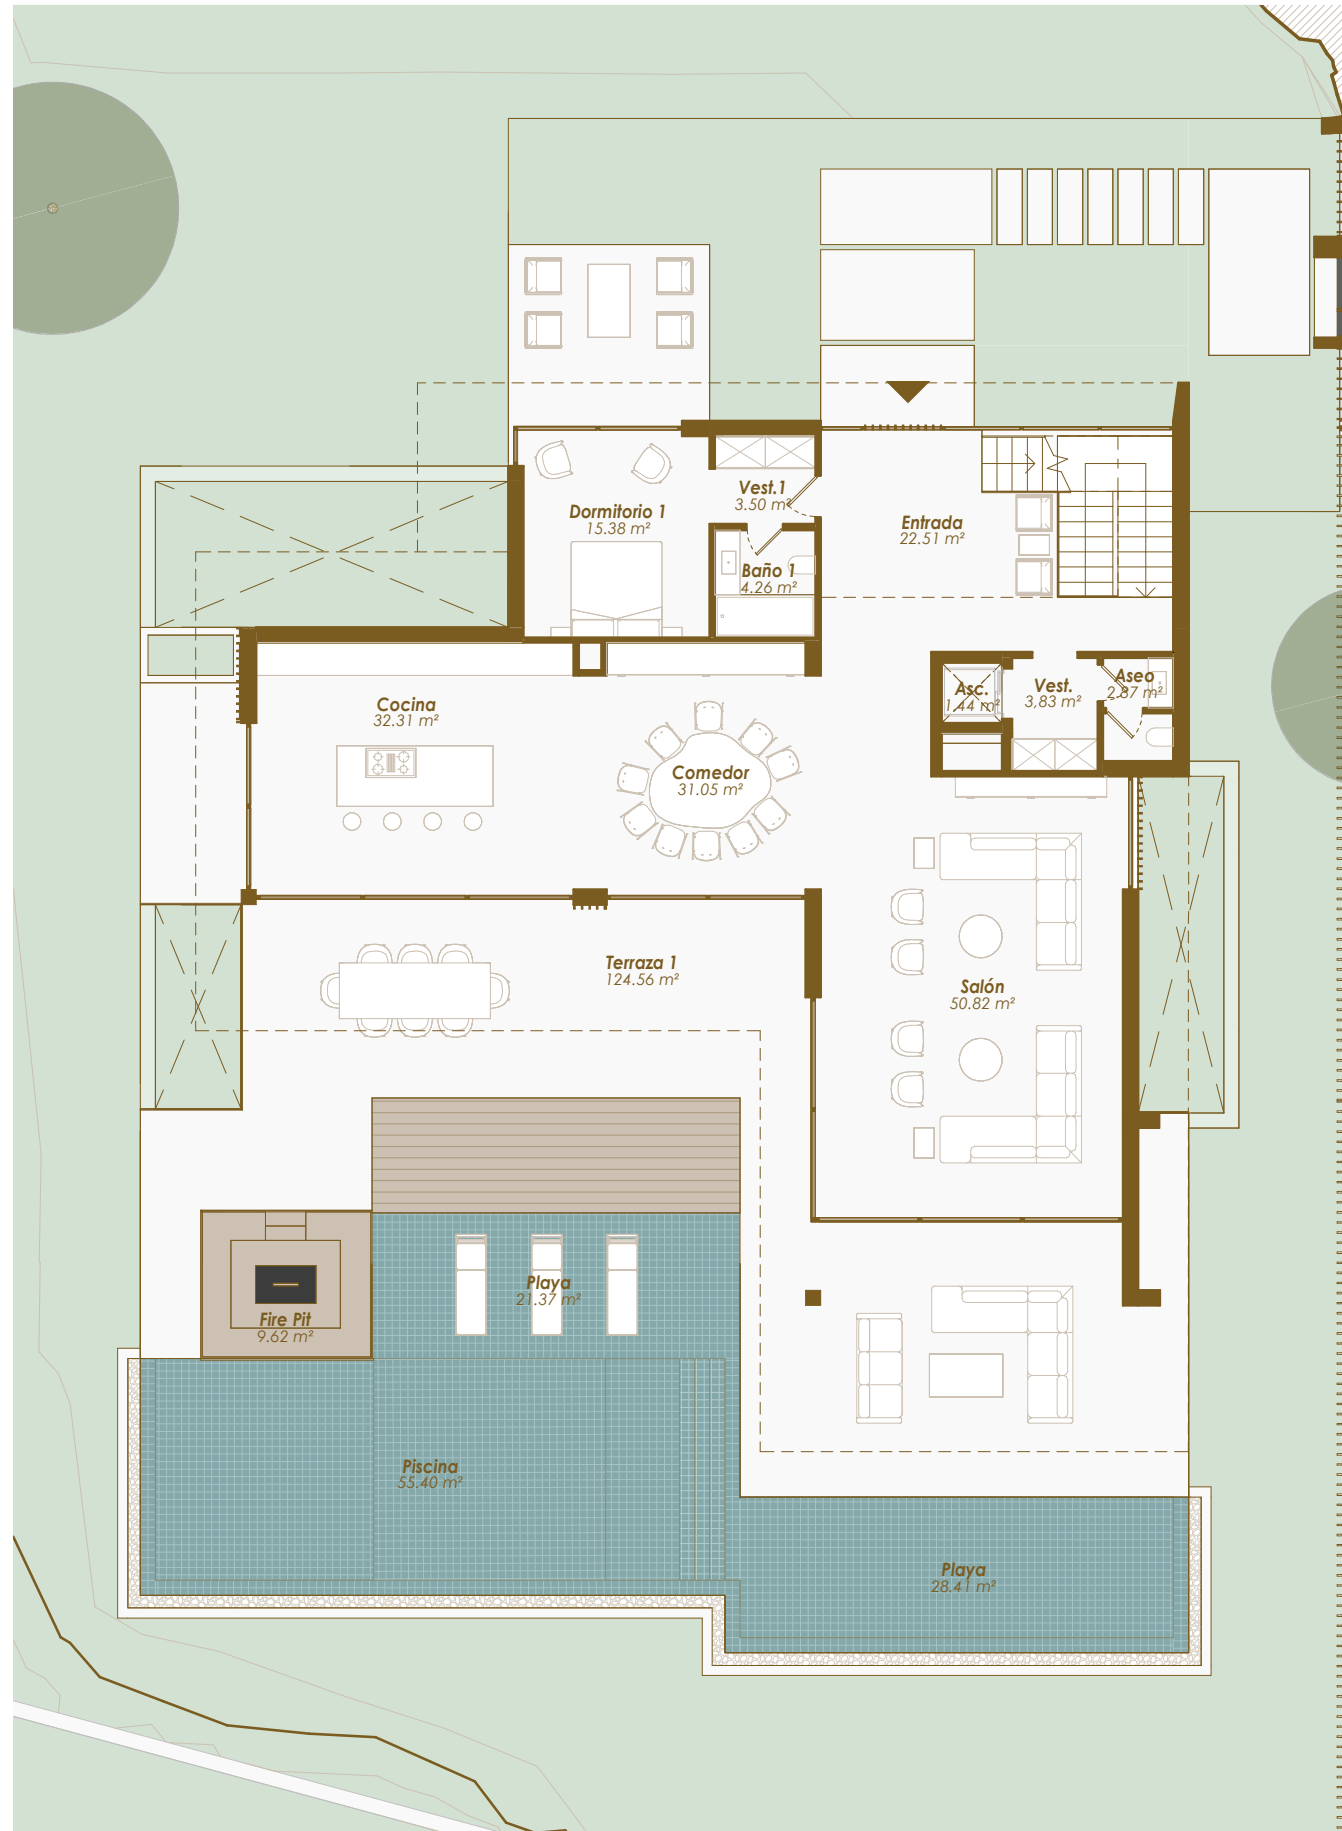 Vest.1
3.50 m²
Dormitorio 1
15.38 m²
Entrada
22.51 m²
Baño 1
4.26 m²
Aseo
2.87 m²
Asc.
1.44 m²
Vest.
3,83 m²
Cocina
32.31 m²
Comedor
31.05 m²
Terraza 1
124.56 m²
Salón
50.82 m²
Playa
21.37 m²
Fire Pit
9.62 m²
Piscina
55.40 m²
Playa
28.41 m²